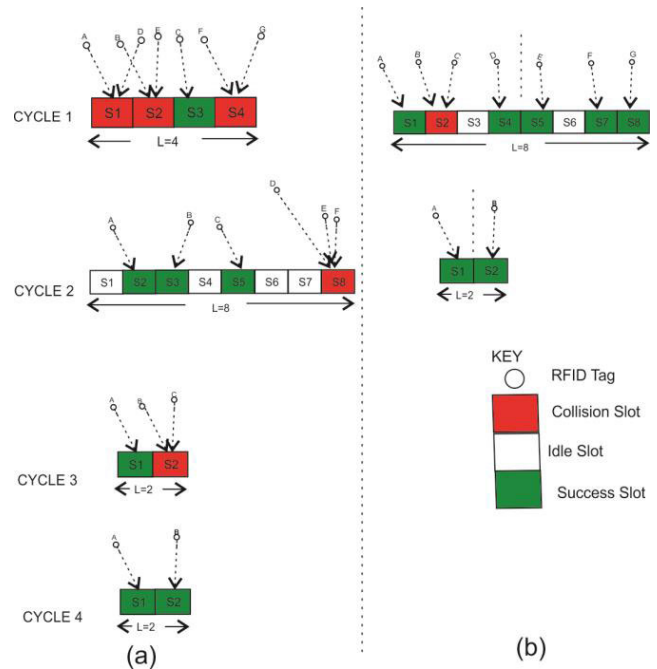 A B D E C F G
CYCLE 1
S1 S2 S3 S4
L=4
CYCLE 2
A B C D E F
S1 S2 S3 S4 S5 S6 S7 S8
L=8
CYCLE 3
A B C
S1 S2
L=2
CYCLE 4
A B
S1 S2
L=2
(a)
A B C D E F G
S1 S2 S3 S4 S5 S6 S7 S8
L=8
A B
S1 S2
L=2
KEY
RFID Tag
Collision Slot
Idle Slot
Success Slot
(b)